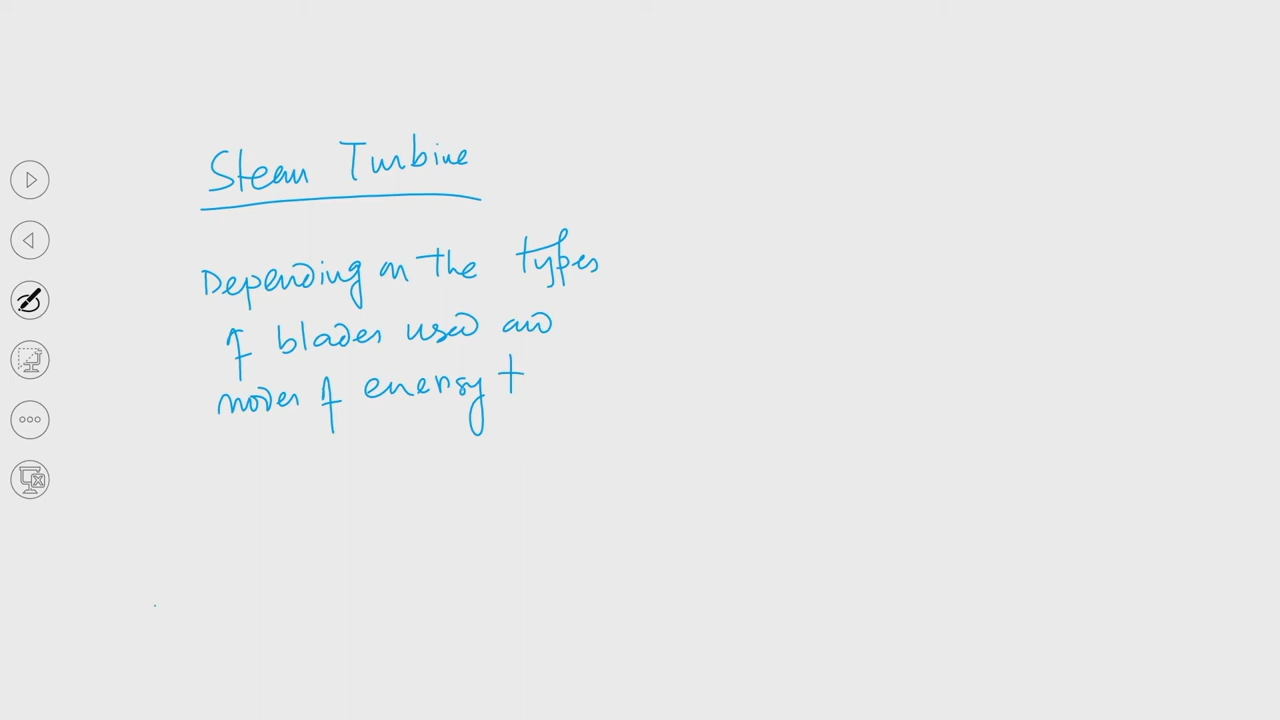 Steam Turbine
Depending on the types
of blades used and
modes of energy t